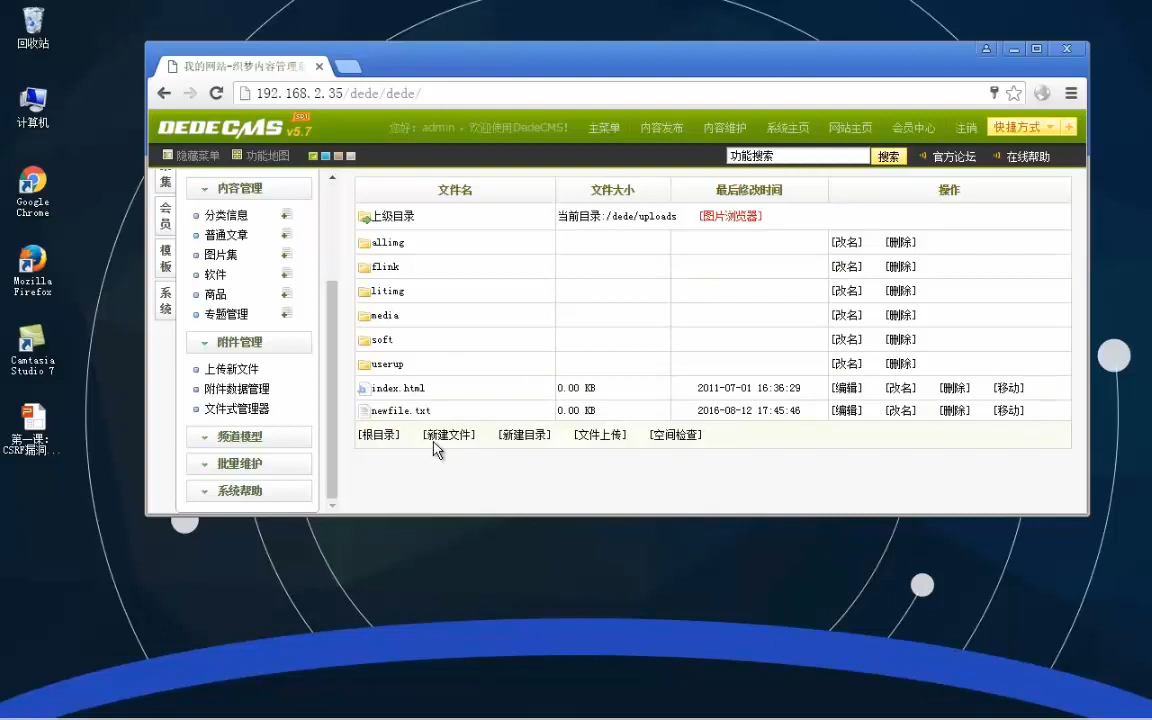 回收站
计算机
Google
Chrome
Mozilla
Firefox
Camtasia
Studio 7
第一课：
CSRF漏洞...
我的网站-织梦内容管理
192.168.2.35/dede/dede/
DEDECMS v5.7 SP1
您好：admin ，欢迎使用DedeCMS！ 主菜单 内容发布 内容维护 系统主页 网站主页 会员中心 注销 快捷方式 +
隐藏菜单 功能地图 功能搜索 搜索 官方论坛 在线帮助
集
会员
模板
系统
内容管理
分类信息
普通文章
图片集
软件
商品
专题管理
附件管理
上传新文件
附件数据管理
文件式管理器
频道模型
批量维护
系统帮助
文件名 文件大小 最后修改时间 操作
上级目录 当前目录:/dede/uploads [图片浏览器]
allimg [改名] [删除]
flink [改名] [删除]
litimg [改名] [删除]
media [改名] [删除]
soft [改名] [删除]
userup [改名] [删除]
index.html 0.00 KB 2011-07-01 16:36:29 [编辑] [改名] [删除] [移动]
newfile.txt 0.00 KB 2016-08-12 17:45:46 [编辑] [改名] [删除] [移动]
[根目录] [新建文件] [新建目录] [文件上传] [空间检查]